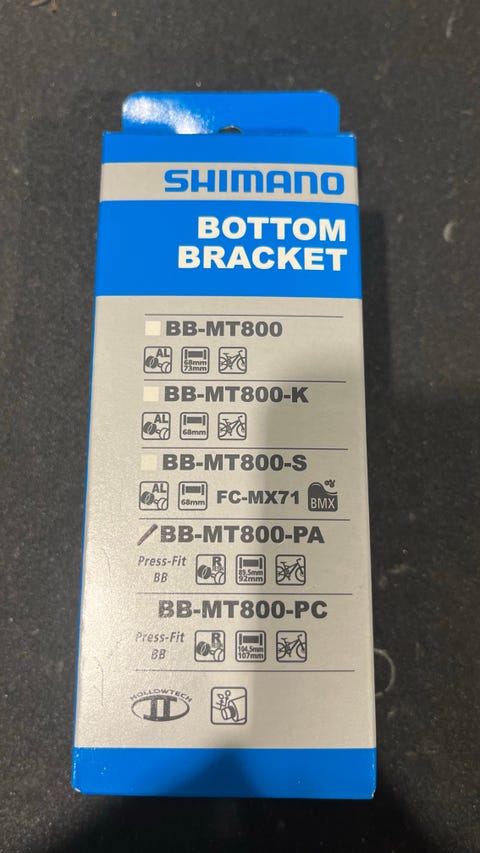 SHIMANO
BOTTOM
BRACKET
BB-MT800
AL
68mm
73mm
BB-MT800-K
AL
68mm
BB-MT800-S
AL
68mm
FC-MX71
BMX
BB-MT800-PA
Press-Fit
BB
R
89.5mm
92mm
BB-MT800-PC
Press-Fit
BB
R
104.5mm
107mm
HOLLOWTECH
II